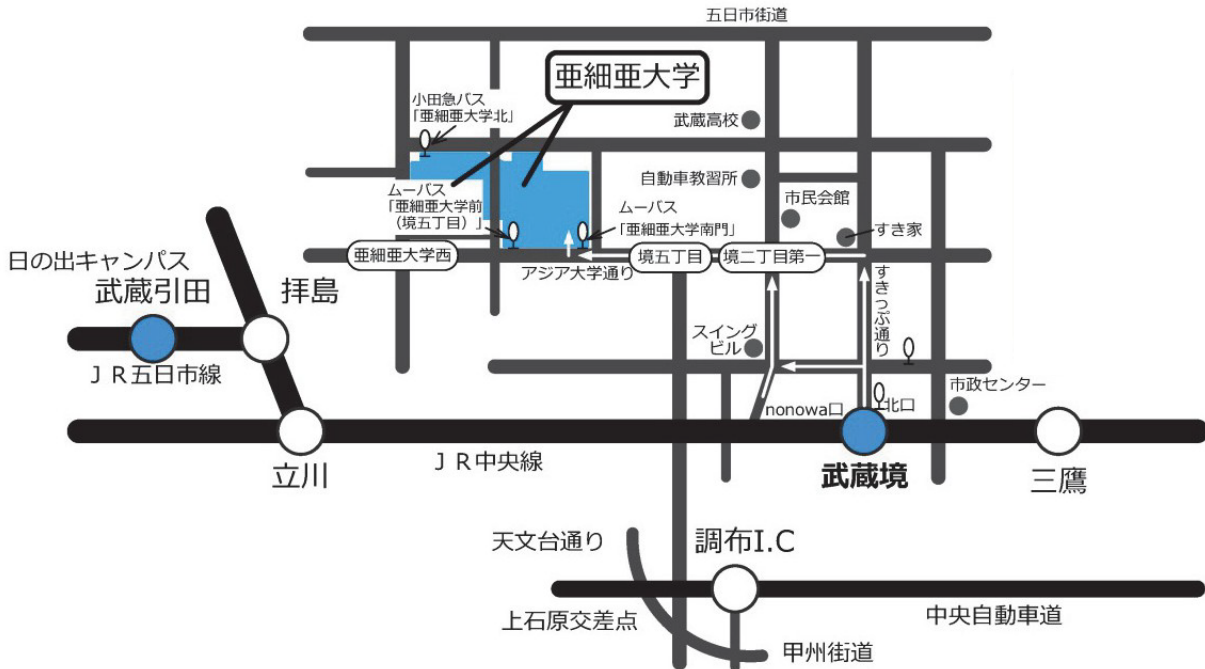 五日市街道
亜細亜大学
小田急バス
「亜細亜大学北」
武蔵高校
自動車教習所
ムーバス
「亜細亜大学前
（境五丁目）」
市民会館
ムーバス
「亜細亜大学南門」
すき家
亜細亜大学西
境五丁目
境二丁目第一
アジア大学通り
日の出キャンパス
武蔵引田
拝島
すきっぷ通り
スイング
ビル
ＪＲ五日市線
市政センター
nonowa口
北口
立川
ＪＲ中央線
武蔵境
三鷹
天文台通り
調布I.C
上石原交差点
中央自動車道
甲州街道